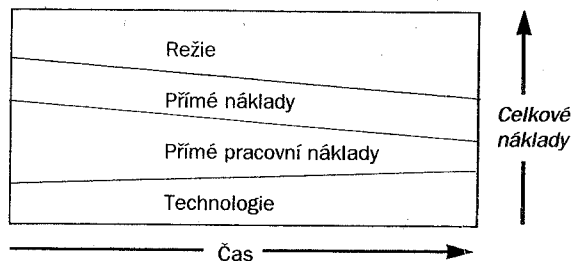 Režie
Přímé náklady
Přímé pracovní náklady
Technologie
Celkové
náklady
Čas